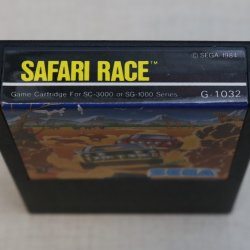 © SEGA 1984
SAFARI RACE™
Game Cartridge For SC-3000 or SG-1000 Series
G-1032
SEGA